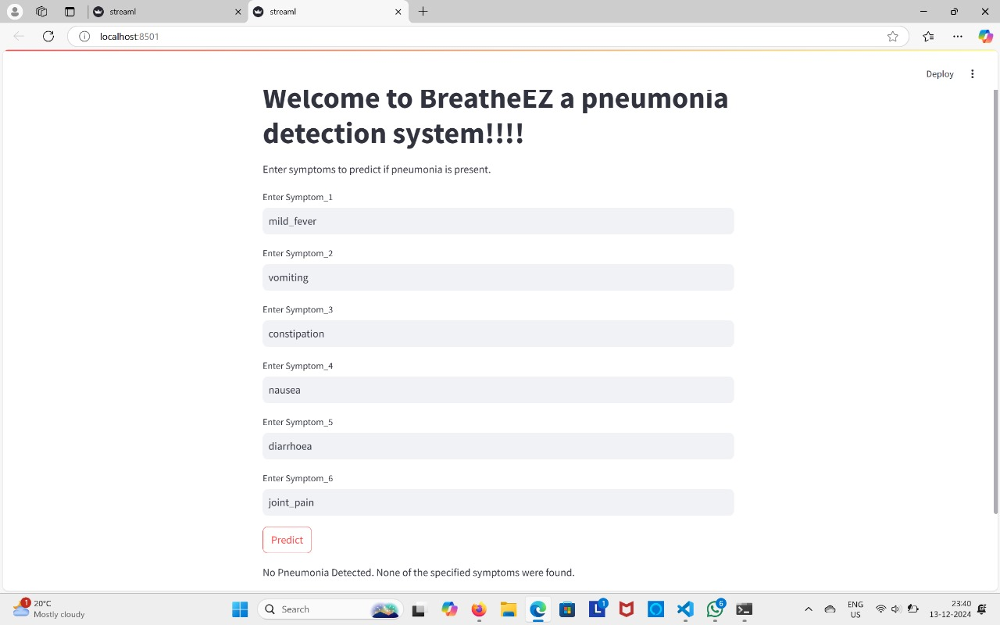 streaml
streaml
localhost:8501
Deploy
Welcome to BreatheEZ a pneumonia
detection system!!!!
Enter symptoms to predict if pneumonia is present.
Enter Symptom_1
mild_fever
Enter Symptom_2
vomiting
Enter Symptom_3
constipation
Enter Symptom_4
nausea
Enter Symptom_5
diarrhoea
Enter Symptom_6
joint_pain
Predict
No Pneumonia Detected. None of the specified symptoms were found.
1
20°C
Mostly cloudy
Search
L
1
6
ENG
US
23:40
13-12-2024